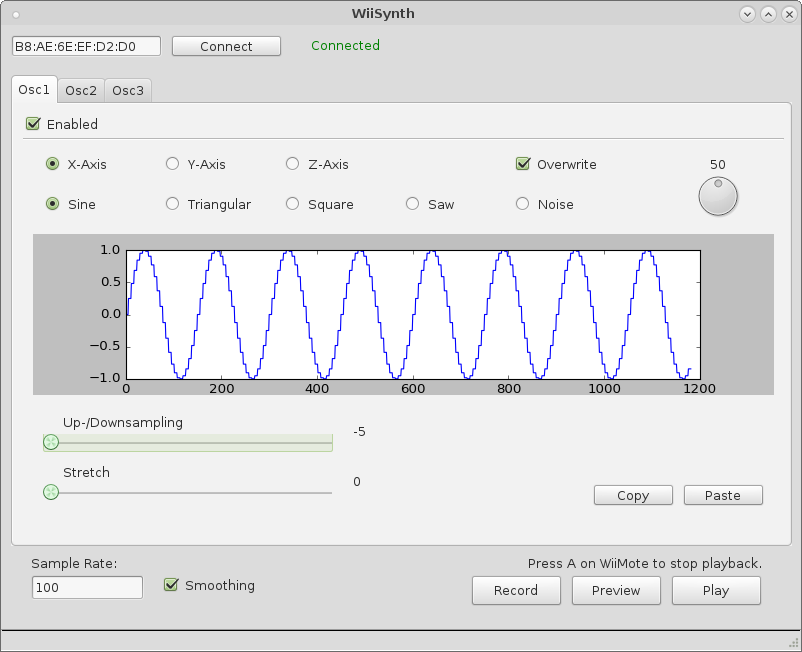 WiiSynth
B8:AE:6E:EF:D2:D0 Connect Connected
Osc1 Osc2 Osc3
Enabled
X-Axis Y-Axis Z-Axis Overwrite 50
Sine Triangular Square Saw Noise
1.0
0.5
0.0
−0.5
−1.0
0 200 400 600 800 1000 1200
Up-/Downsampling
-5
Stretch
0
Copy Paste
Sample Rate: Press A on WiiMote to stop playback.
100 Smoothing Record Preview Play